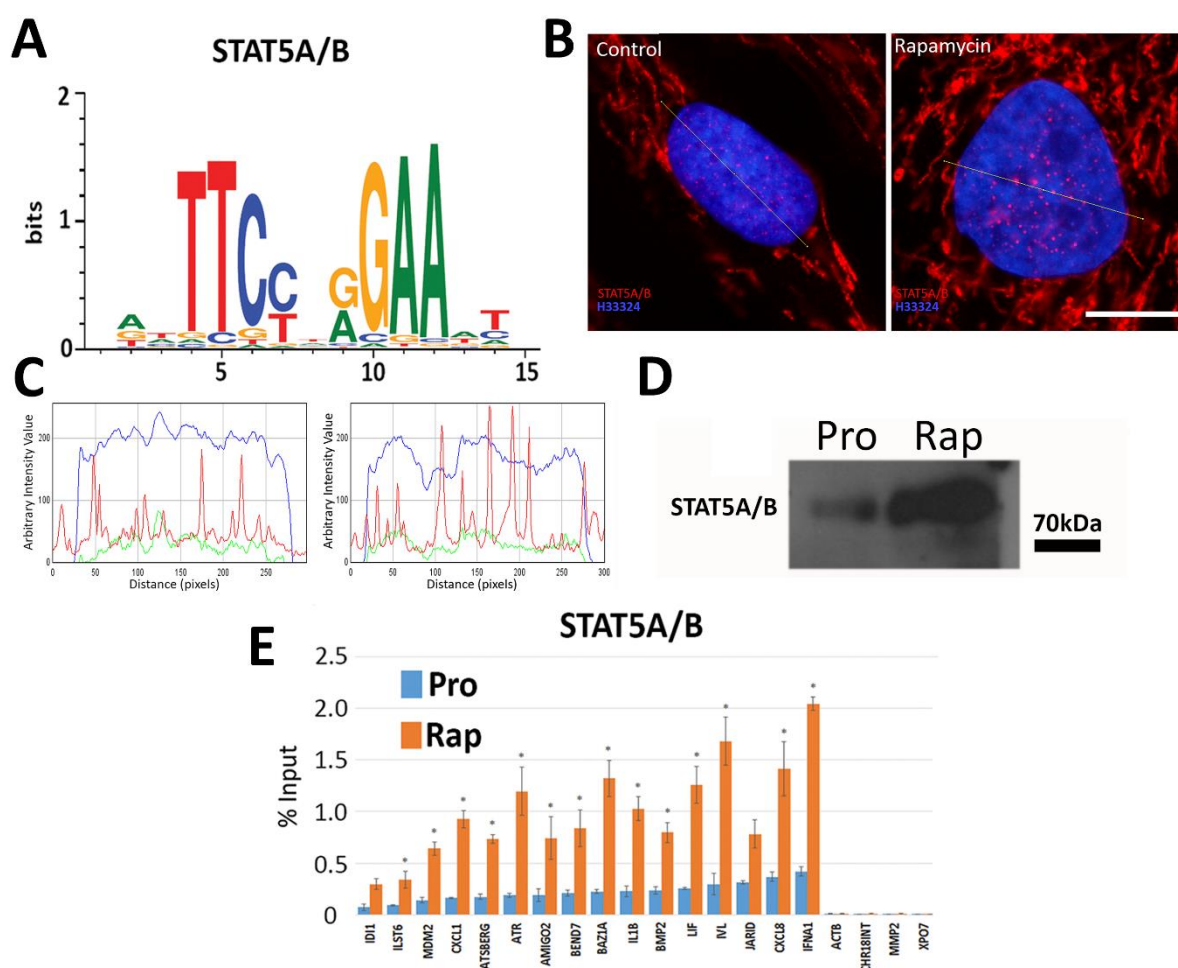 A
STAT5A/B
2
1
0
bits
5
10
15
B
Control
STAT5A/B
H33324
Rapamycin
STAT5A/B
H33324
C
Arbitrary Intensity Value
200
100
0
0
50
100
150
200
250
Distance (pixels)
Arbitrary Intensity Value
200
100
0
0
50
100
150
200
250
300
Distance (pixels)
D
Pro Rap
STAT5A/B
70kDa
E
STAT5A/B
Pro
Rap
% Input
2.5
2.0
1.5
1.0
0.5
0
IDI1
ILST6
MDM2
CXCL1
ATSBERG
ATR
AMIGO2
BEND7
BAZ1A
IL1B
BMP2
LIF
IVL
JARID
CXCL8
IFNA1
ACTB
CHR18INT
MMP2
XPO7